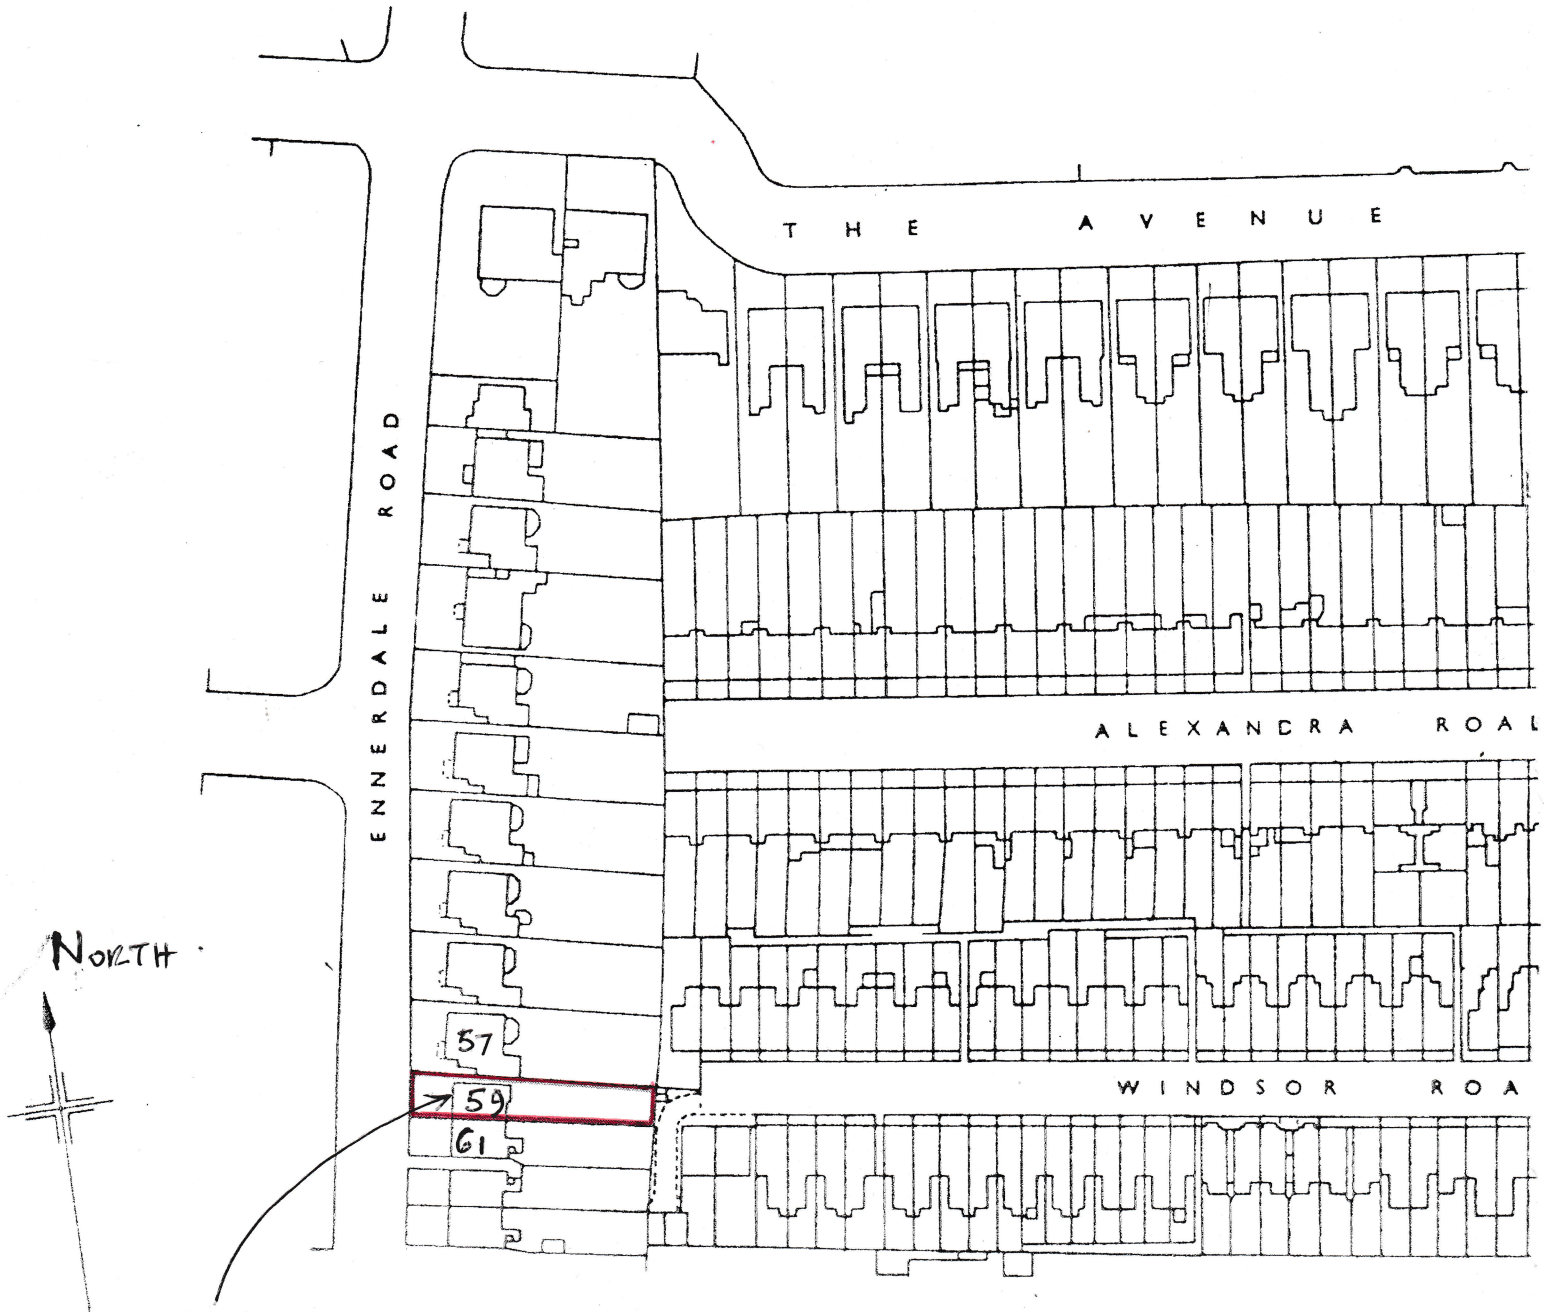 THE AVENUE
ENNERDALE ROAD
ALEXANDRA ROAD
NORTH
57
59
61
WINDSOR ROA